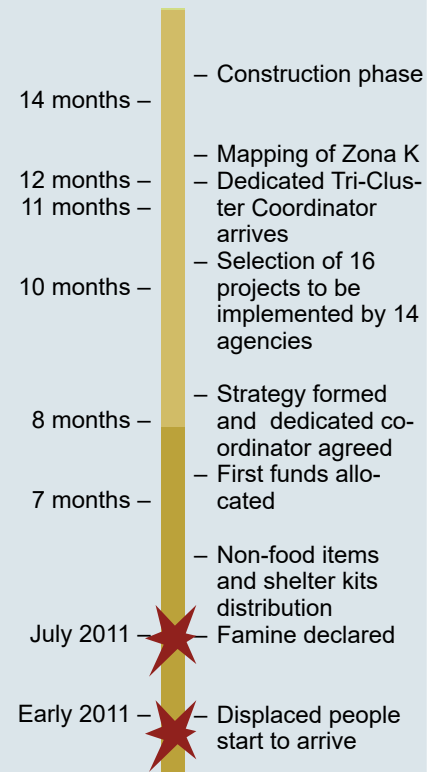 – Construction phase
14 months –
– Mapping of Zona K
12 months –
– Dedicated Tri-Clus-
11 months –
ter Coordinator
arrives
– Selection of 16
10 months –
projects to be
implemented by 14
agencies
– Strategy formed
8 months –
and dedicated co-
ordinator agreed
– First funds allo-
7 months –
cated
– Non-food items
and shelter kits
distribution
July 2011 –
– Famine declared
Early 2011 –
– Displaced people
start to arrive